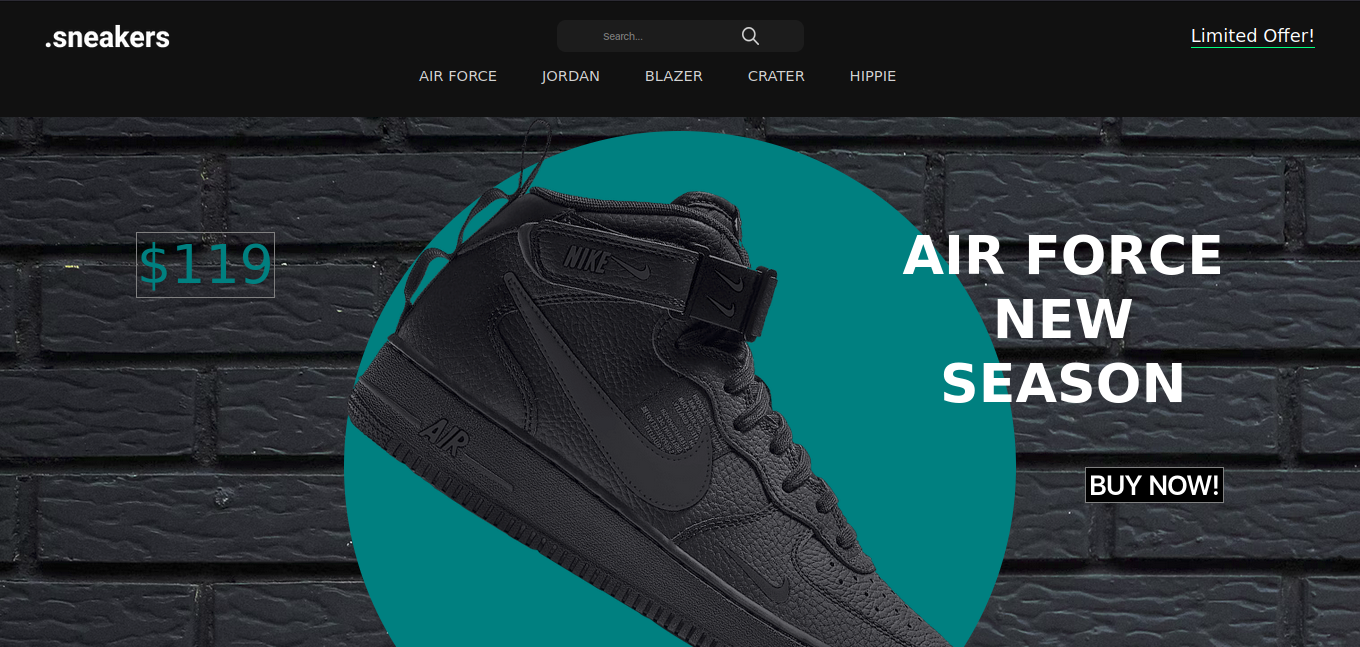 .sneakers
Search...
Limited Offer!
AIR FORCE JORDAN BLAZER CRATER HIPPIE
$119
AIR FORCE
NEW
SEASON
BUY NOW!
NIKE
AIR